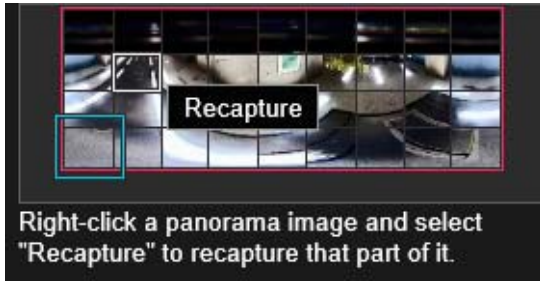 Recapture
Right-click a panorama image and select
"Recapture" to recapture that part of it.